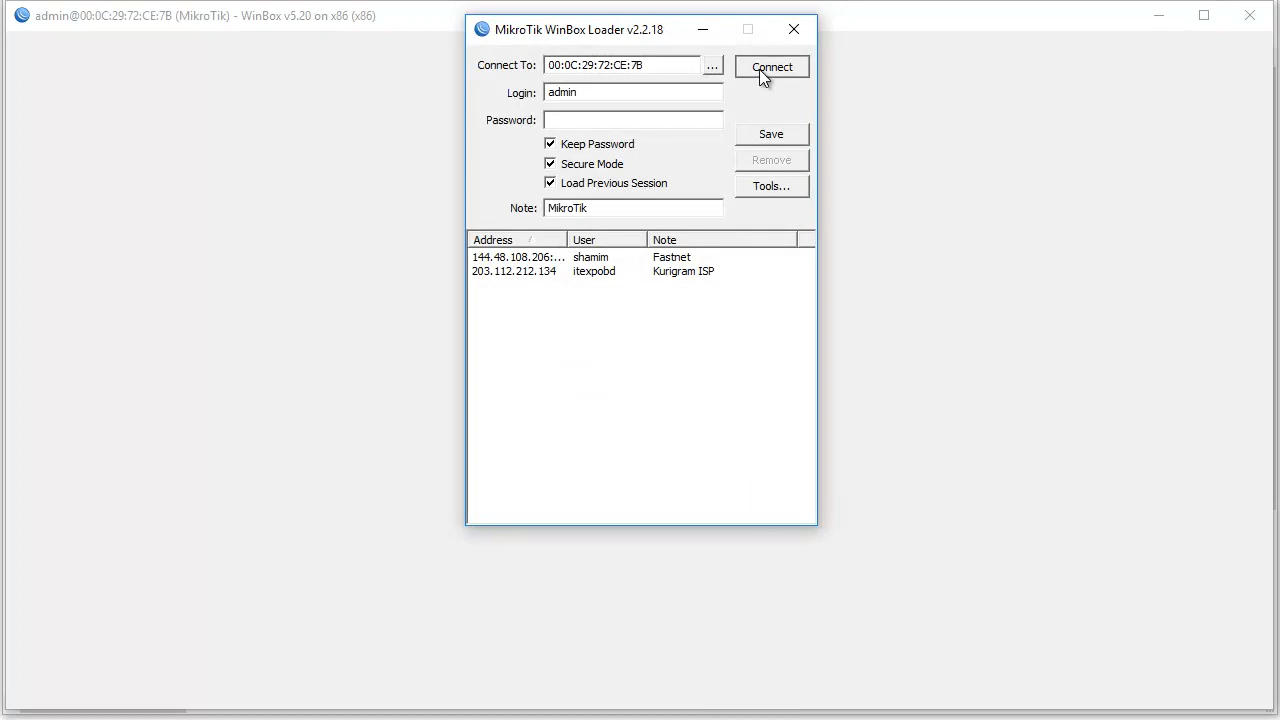 admin@00:0C:29:72:CE:7B (MikroTik) - WinBox v5.20 on x86 (x86)
MikroTik WinBox Loader v2.2.18
Connect To: 00:0C:29:72:CE:7B ... Connect
Login: admin
Password:
Keep Password
Save
Secure Mode
Remove
Load Previous Session
Tools...
Note: MikroTik
Address User Note
144.48.108.206:... shamim Fastnet
203.112.212.134 itexpobd Kurigram ISP